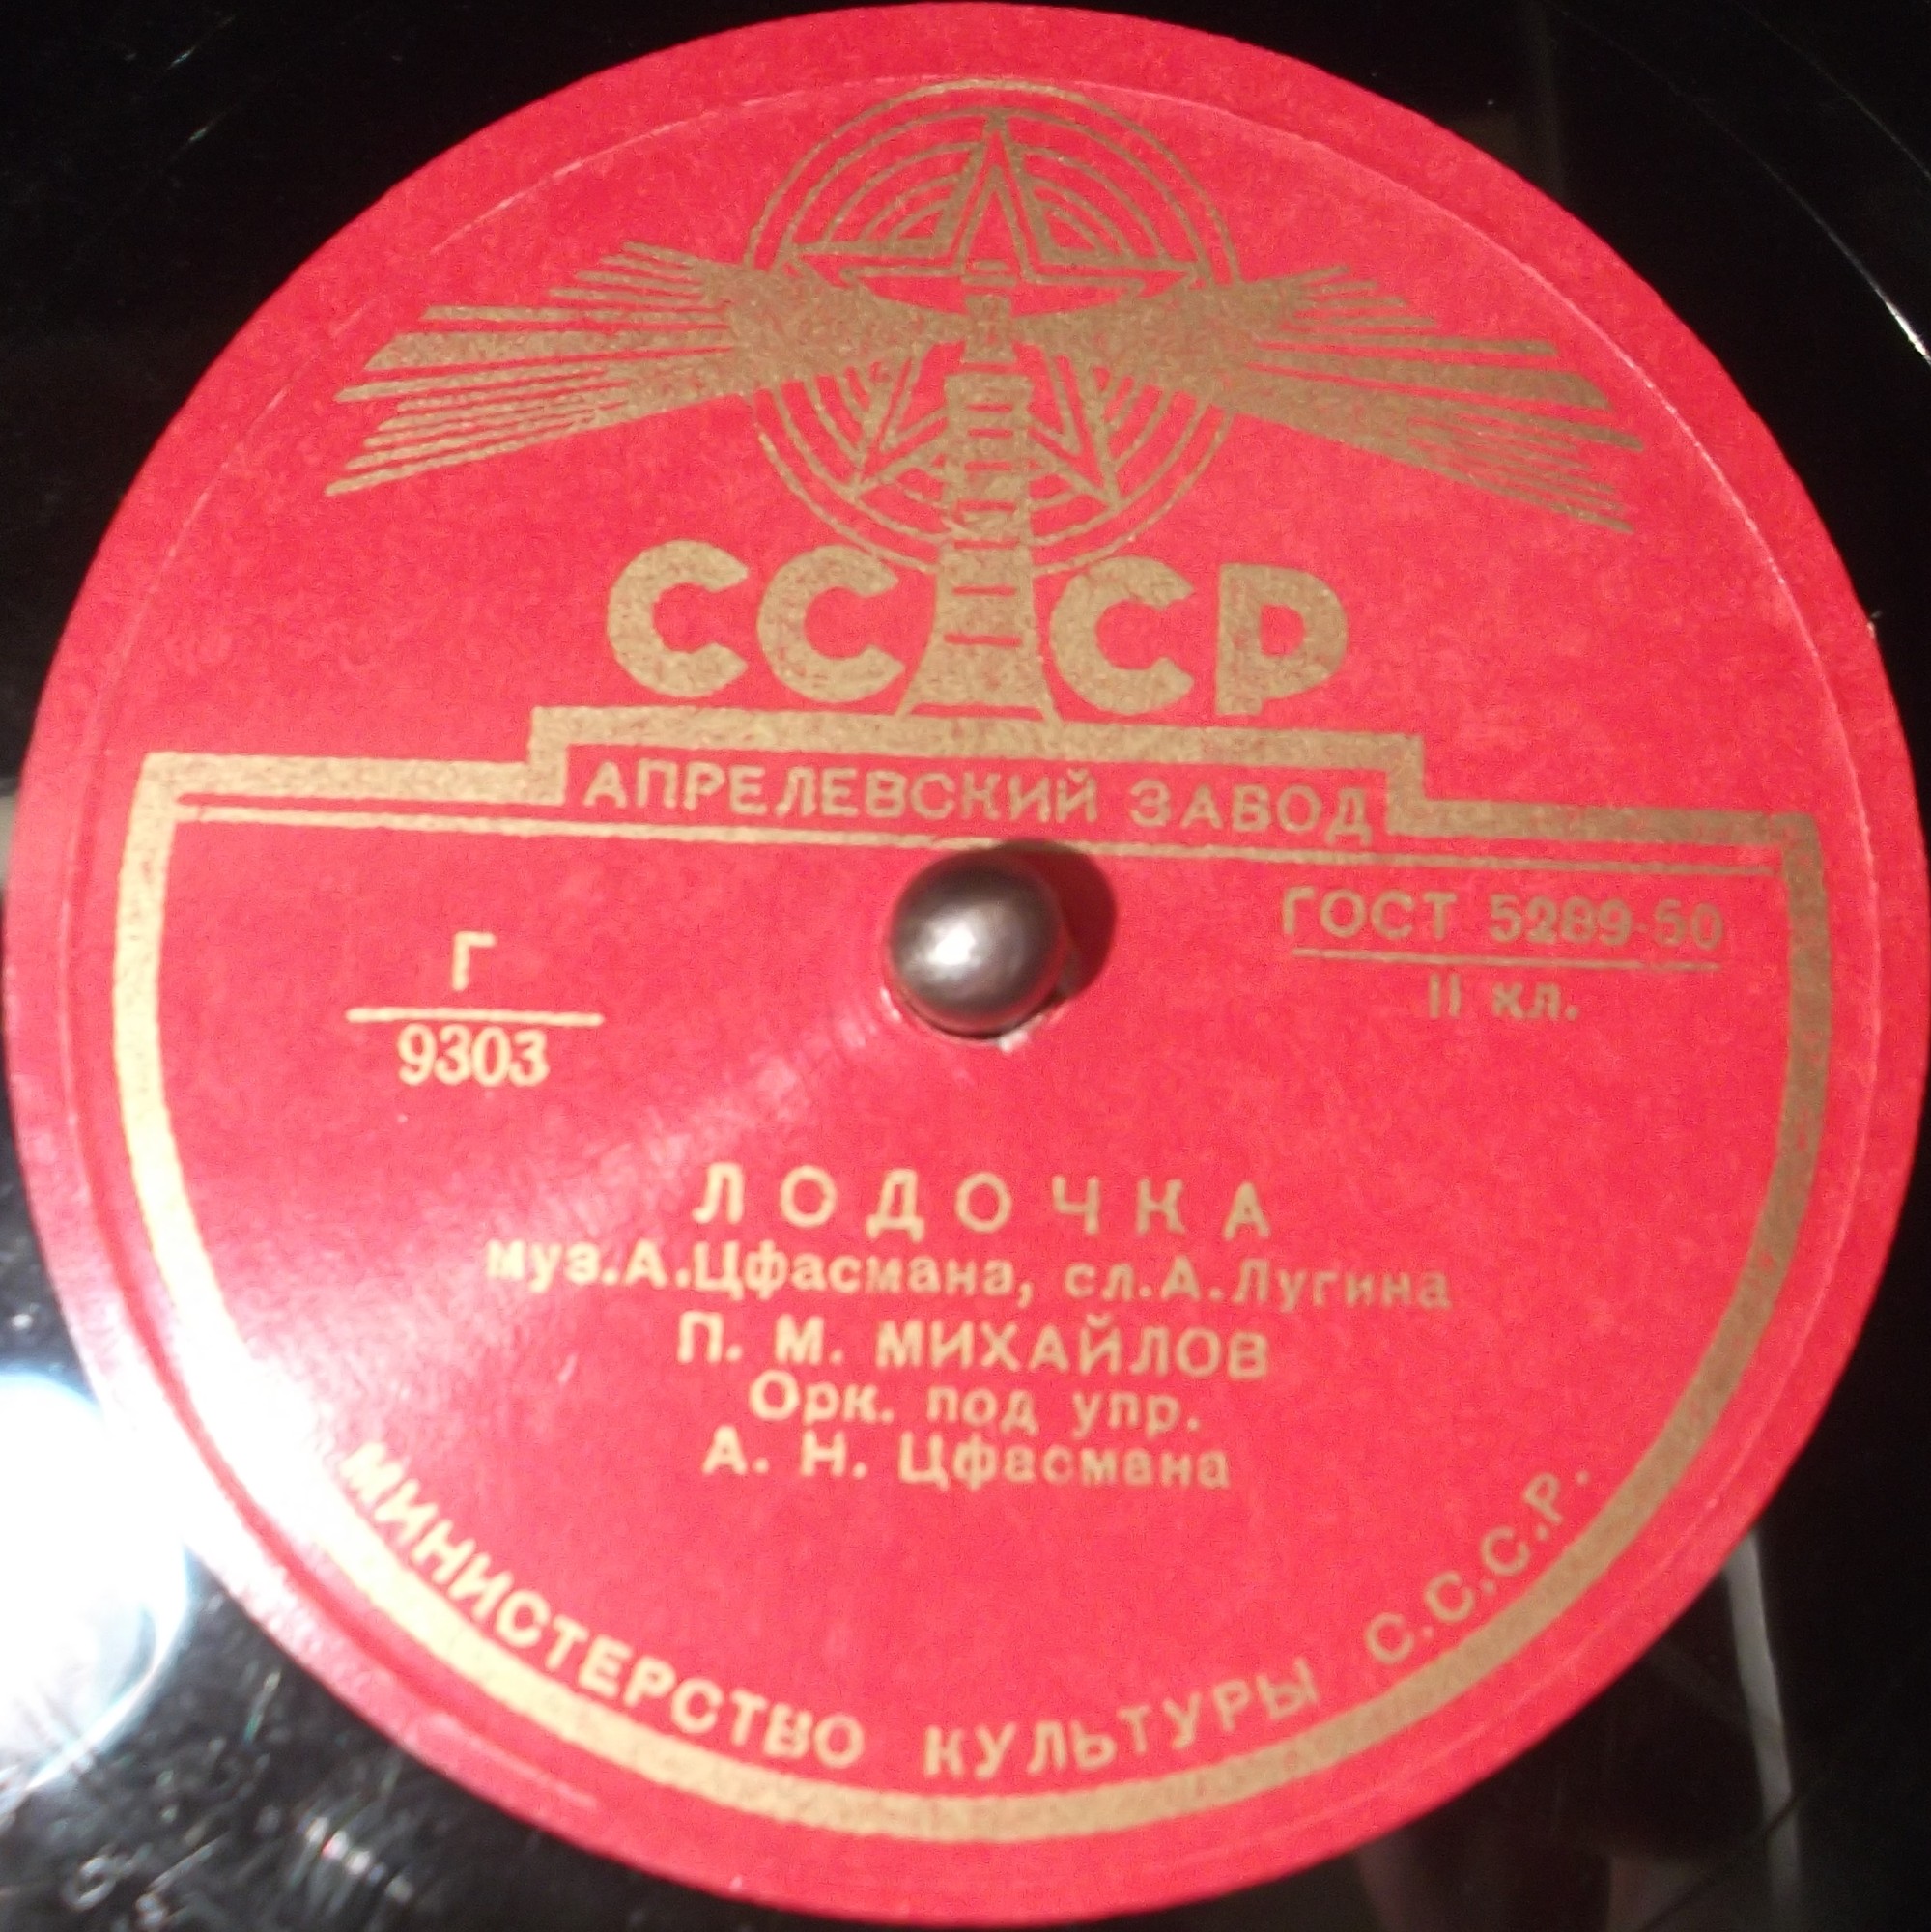 СССР
АПРЕЛЕВСКИЙ ЗАВОД
ГОСТ 5289-50
II кл.
Г
9303
ЛОДОЧКА
муз.А.Цфасмана, сл.А.Лугина
П. М. МИХАЙЛОВ
Орк. под упр.
А. Н. Цфасмана
МИНИСТЕРСТВО КУЛЬТУРЫ С.С.С.Р.